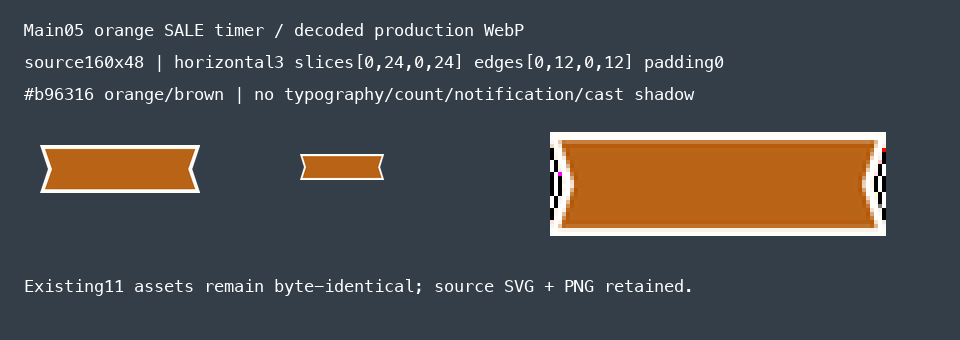 Main05 orange SALE timer / decoded production WebP
source160x48 | horizontal3 slices[0,24,0,24] edges[0,12,0,12] padding0
#b96316 orange/brown | no typography/count/notification/cast shadow
Existing11 assets remain byte-identical; source SVG + PNG retained.